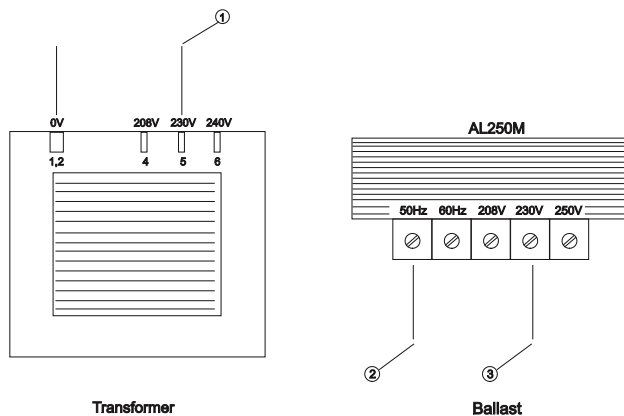 ①
0V 208V 230V 240V
1,2 4 5 6
AL250M
50Hz 60Hz 208V 230V 250V
② ③
Transformer
Ballast